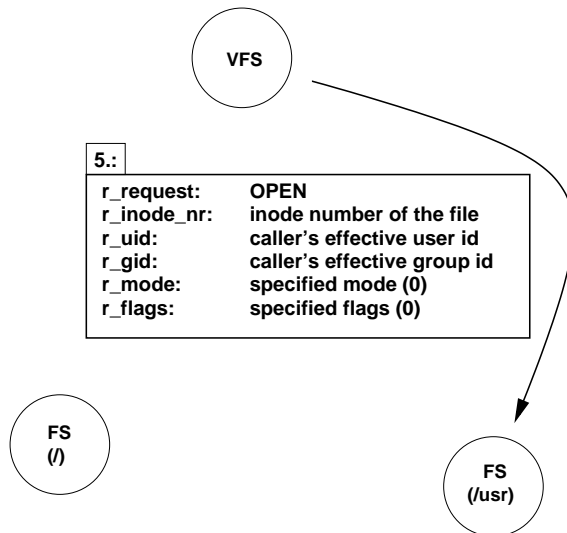 VFS
5.:
r_request: OPEN
r_inode_nr: inode number of the file
r_uid: caller's effective user id
r_gid: caller's effective group id
r_mode: specified mode (0)
r_flags: specified flags (0)
FS
(/)
FS
(/usr)